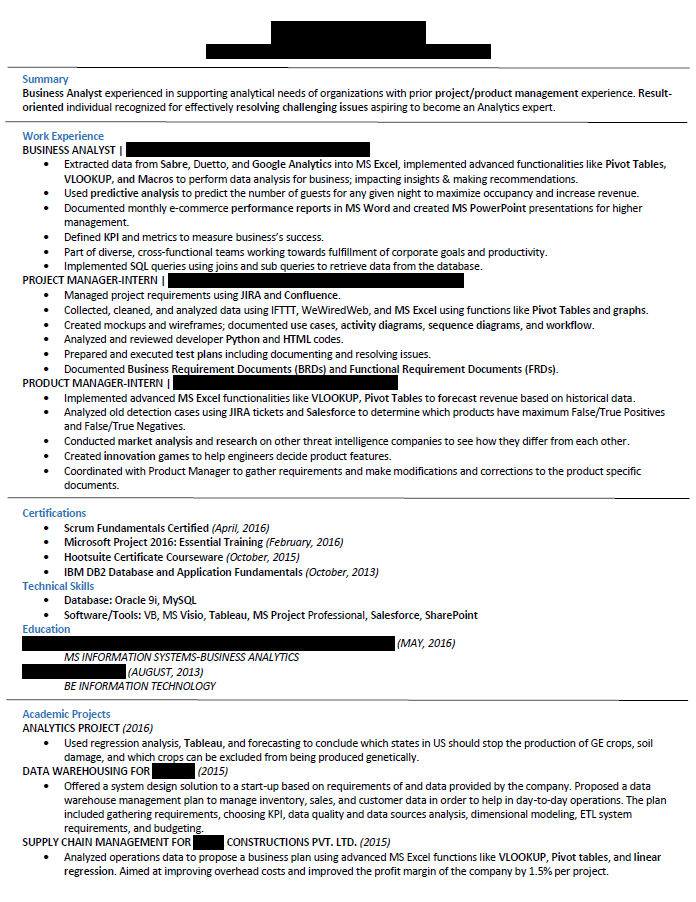 Summary
Business Analyst experienced in supporting analytical needs of organizations with prior project/product management experience. Result-
oriented individual recognized for effectively resolving challenging issues aspiring to become an Analytics expert.
Work Experience
BUSINESS ANALYST |
• Extracted data from Sabre, Duetto, and Google Analytics into MS Excel, implemented advanced functionalities like Pivot Tables,
VLOOKUP, and Macros to perform data analysis for business; impacting insights & making recommendations.
• Used predictive analysis to predict the number of guests for any given night to maximize occupancy and increase revenue.
• Documented monthly e-commerce performance reports in MS Word and created MS PowerPoint presentations for higher
management.
• Defined KPI and metrics to measure business's success.
• Part of diverse, cross-functional teams working towards fulfillment of corporate goals and productivity.
• Implemented SQL queries using joins and sub queries to retrieve data from the database.
PROJECT MANAGER-INTERN |
• Managed project requirements using JIRA and Confluence.
• Collected, cleaned, and analyzed data using IFTTT, WeWiredWeb, and MS Excel using functions like Pivot Tables and graphs.
• Created mockups and wireframes; documented use cases, activity diagrams, sequence diagrams, and workflow.
• Analyzed and reviewed developer Python and HTML codes.
• Prepared and executed test plans including documenting and resolving issues.
• Documented Business Requirement Documents (BRDs) and Functional Requirement Documents (FRDs).
PRODUCT MANAGER-INTERN |
• Implemented advanced MS Excel functionalities like VLOOKUP, Pivot Tables to forecast revenue based on historical data.
• Analyzed old detection cases using JIRA tickets and Salesforce to determine which products have maximum False/True Positives
and False/True Negatives.
• Conducted market analysis and research on other threat intelligence companies to see how they differ from each other.
• Created innovation games to help engineers decide product features.
• Coordinated with Product Manager to gather requirements and make modifications and corrections to the product specific
documents.
Certifications
• Scrum Fundamentals Certified (April, 2016)
• Microsoft Project 2016: Essential Training (February, 2016)
• Hootsuite Certificate Courseware (October, 2015)
• IBM DB2 Database and Application Fundamentals (October, 2013)
Technical Skills
• Database: Oracle 9i, MySQL
• Software/Tools: VB, MS Visio, Tableau, MS Project Professional, Salesforce, SharePoint
Education
(MAY, 2016)
MS INFORMATION SYSTEMS-BUSINESS ANALYTICS
(AUGUST, 2013)
BE INFORMATION TECHNOLOGY
Academic Projects
ANALYTICS PROJECT (2016)
• Used regression analysis, Tableau, and forecasting to conclude which states in US should stop the production of GE crops, soil
damage, and which crops can be excluded from being produced genetically.
DATA WAREHOUSING FOR (2015)
• Offered a system design solution to a start-up based on requirements of and data provided by the company. Proposed a data
warehouse management plan to manage inventory, sales, and customer data in order to help in day-to-day operations. The plan
included gathering requirements, choosing KPI, data quality and data sources analysis, dimensional modeling, ETL system
requirements, and budgeting.
SUPPLY CHAIN MANAGEMENT FOR CONSTRUCTIONS PVT. LTD. (2015)
• Analyzed operations data to propose a business plan using advanced MS Excel functions like VLOOKUP, Pivot tables, and linear
regression. Aimed at improving overhead costs and improved the profit margin of the company by 1.5% per project.